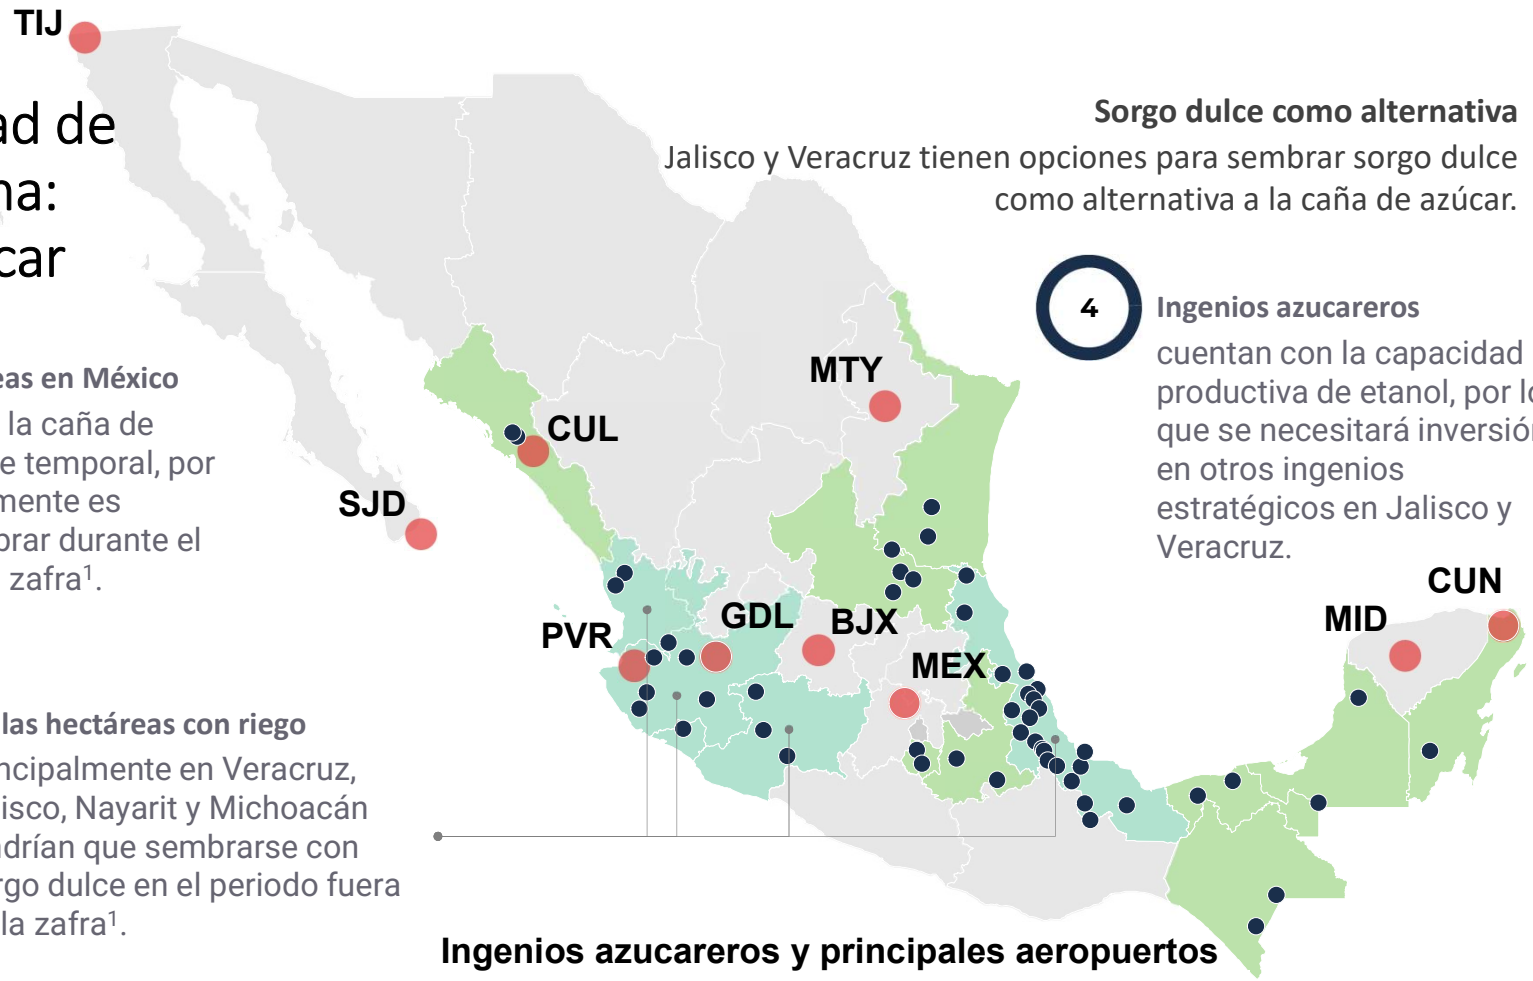 TIJ
ad de
na:
car
Sorgo dulce como alternativa
Jalisco y Veracruz tienen opciones para sembrar sorgo dulce
como alternativa a la caña de azúcar.
4
Ingenios azucareros
cuentan con la capacidad
productiva de etanol, por lo
que se necesitará inversión
en otros ingenios
estratégicos en Jalisco y
Veracruz.
eas en México
la caña de
e temporal, por
mente es
brar durante el
zafra¹.
las hectáreas con riego
ncipalmente en Veracruz,
isco, Nayarit y Michoacán
ndrían que sembrarse con
rgo dulce en el periodo fuera
la zafra¹.
MTY
CUL
SJD
PVR
GDL
BJX
MEX
MID
CUN
Ingenios azucareros y principales aeropuertos